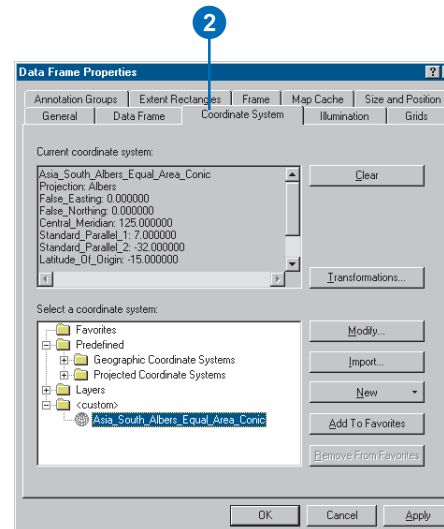 2
Data Frame Properties
?
Annotation Groups Extent Rectangles Frame Map Cache Size and Position
General Data Frame Coordinate System Illumination Grids
Current coordinate system:
Asia_South_Albers_Equal_Area_Conic
Projection: Albers
False_Easting: 0.000000
False_Northing: 0.000000
Central_Meridian: 125.000000
Standard_Parallel_1: 7.000000
Standard_Parallel_2: -32.000000
Latitude_Of_Origin: -15.000000
Clear
Transformations...
Select a coordinate system:
Favorites
Predefined
Geographic Coordinate Systems
Projected Coordinate Systems
Layers
<custom>
Asia_South_Albers_Equal_Area_Conic
Modify...
Import...
New
Add To Favorites
Remove From Favorites
OK Cancel Apply